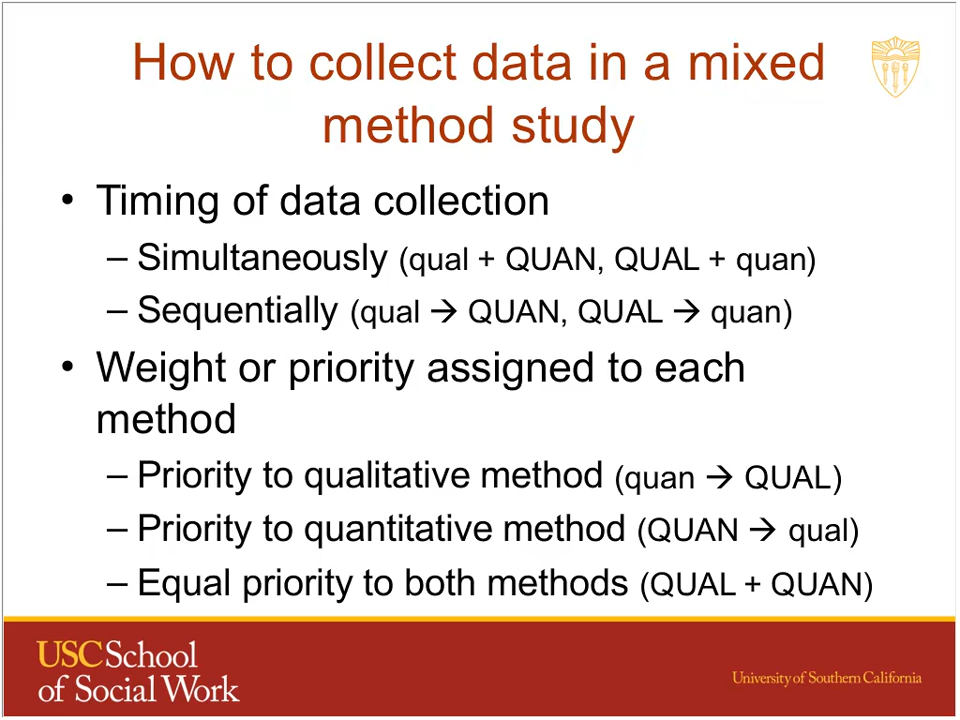 How to collect data in a mixed
method study
• Timing of data collection
– Simultaneously (qual + QUAN, QUAL + quan)
– Sequentially (qual → QUAN, QUAL → quan)
• Weight or priority assigned to each
method
– Priority to qualitative method (quan → QUAL)
– Priority to quantitative method (QUAN → qual)
– Equal priority to both methods (QUAL + QUAN)
USC School
of Social Work
University of Southern California